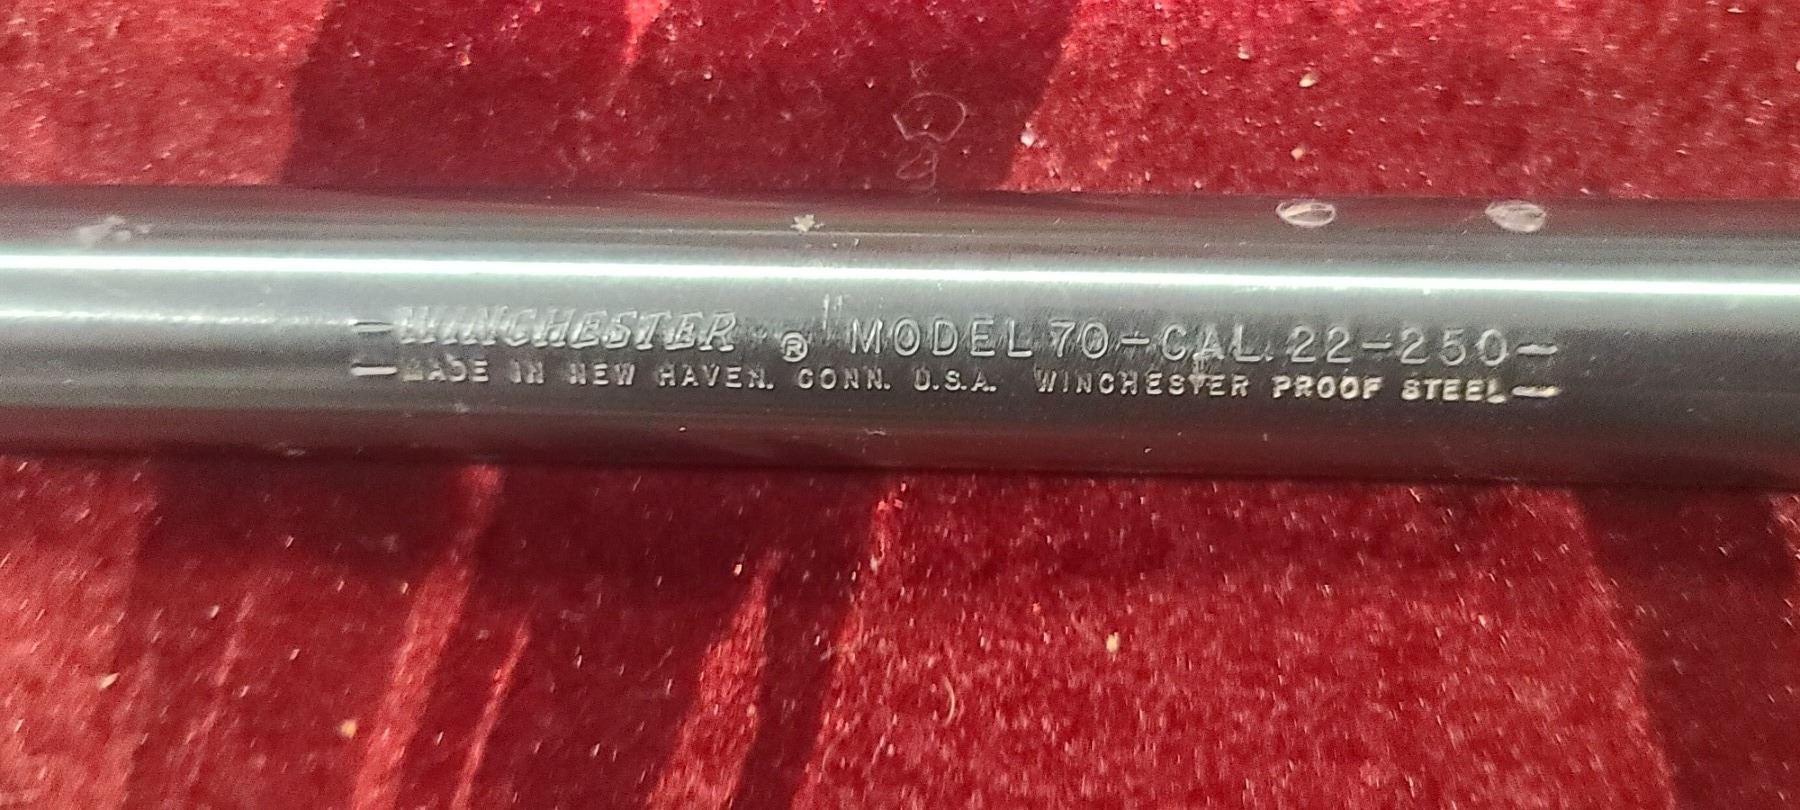 —WINCHESTER ® MODEL 70-CAL. 22-250—
—MADE IN NEW HAVEN. CONN. U.S.A. WINCHESTER PROOF STEEL—